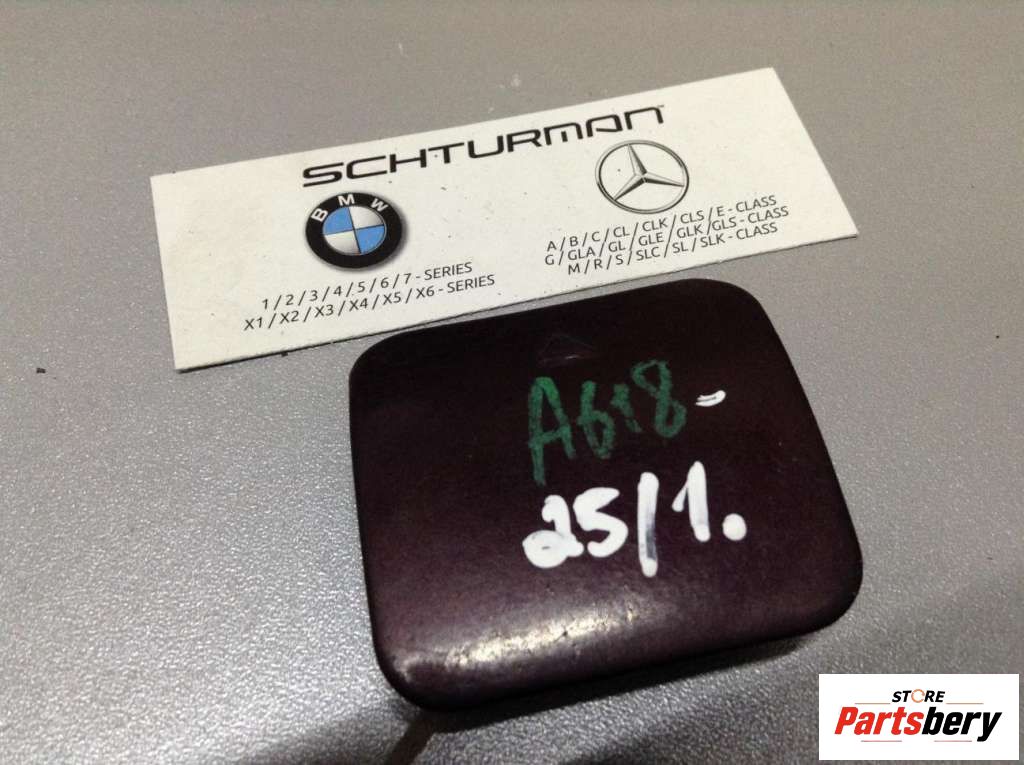 SCHTURMAN
BMW
1/2/3/4/5/6/7 - SERIES
X1/X2/X3/X4/X5/X6 - SERIES
A/B/C/CL/CLK/CLS/E - CLASS
G/GLA/GL/GLE/GLK/GLS - CLASS
M/R/S/SLC/SL/SLK - CLASS
A618-
25/1.
STORE
Partsbery